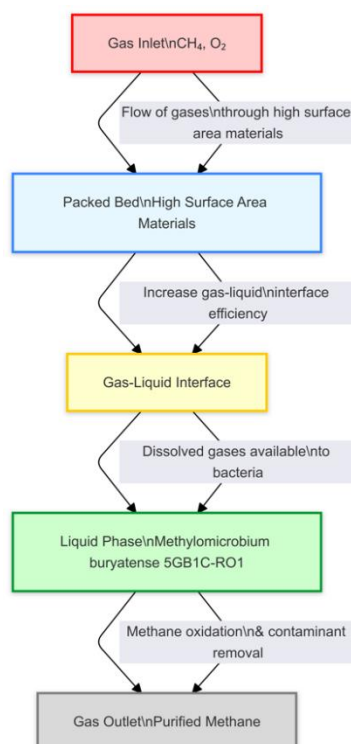 Gas Inlet\nCH₄, O₂
Flow of gases\nthrough high surface
area materials
Packed Bed\nHigh Surface Area
Materials
Increase gas-liquid\ninterface
efficiency
Gas-Liquid Interface
Dissolved gases available\nto
bacteria
Liquid Phase\nMethylomicrobium
buryatense 5GB1C-RO1
Methane oxidation\n& contaminant
removal
Gas Outlet\nPurified Methane